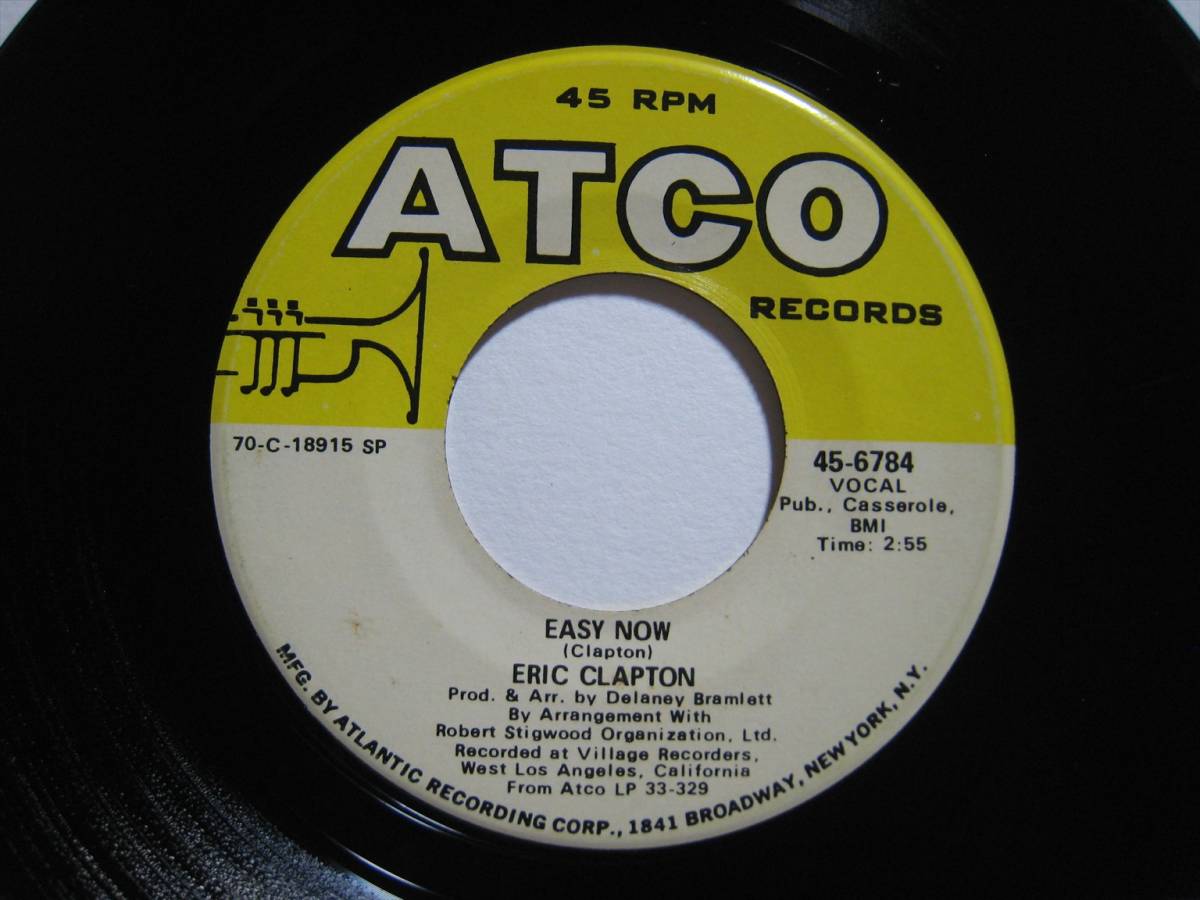 45 RPM
ATCO
RECORDS
70-C-18915 SP
45-6784
VOCAL
Pub., Casserole,
BMI
Time: 2:55
EASY NOW
(Clapton)
ERIC CLAPTON
Prod. & Arr. by Delaney Bramlett
By Arrangement With
Robert Stigwood Organization, Ltd.
Recorded at Village Recorders,
West Los Angeles, California
From Atco LP 33-329
MFG. BY ATLANTIC RECORDING CORP., 1841 BROADWAY, NEW YORK, N.Y.